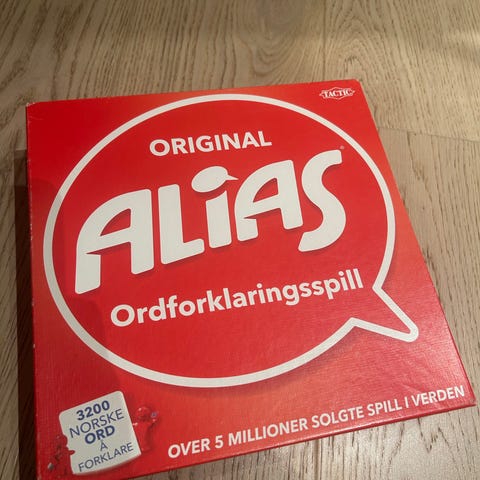 TACTIC
ORIGINAL
ALiAS
Ordforklaringsspill
3200
NORSKE
ORD
Å
FORKLARE
OVER 5 MILLIONER SOLGTE SPILL I VERDEN